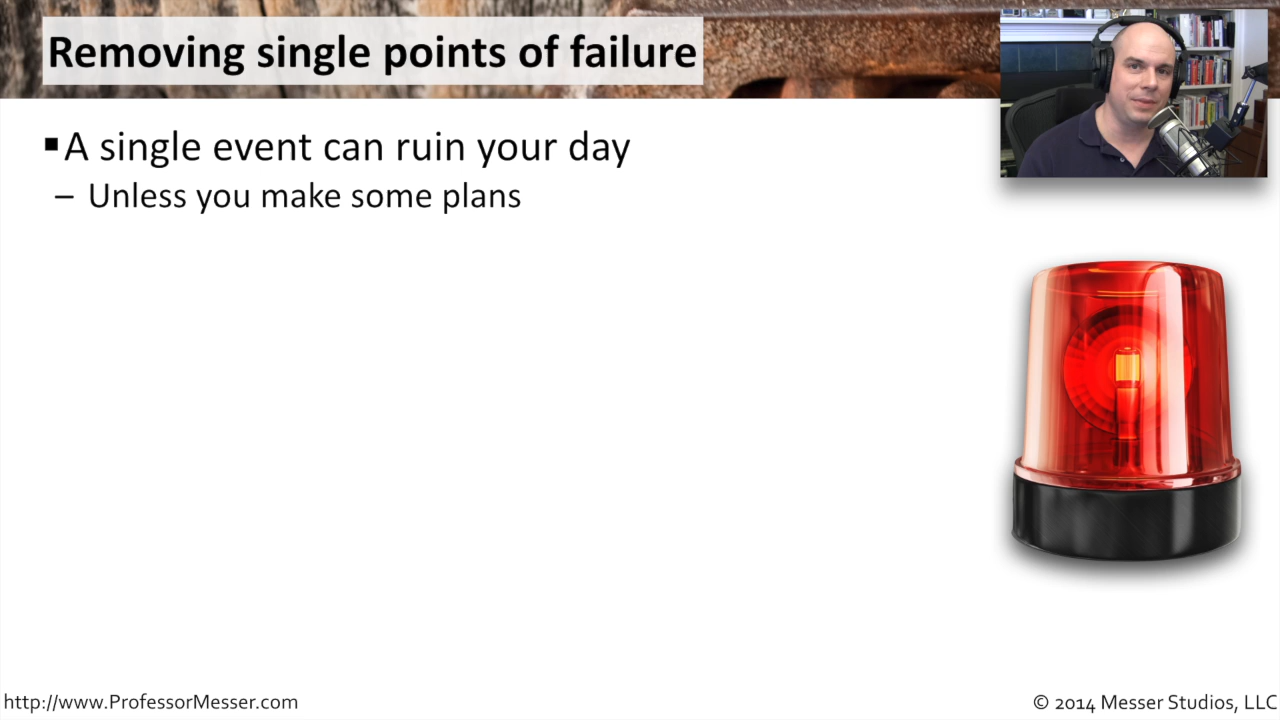 Removing single points of failure
▪A single event can ruin your day
– Unless you make some plans
http://www.ProfessorMesser.com
© 2014 Messer Studios, LLC